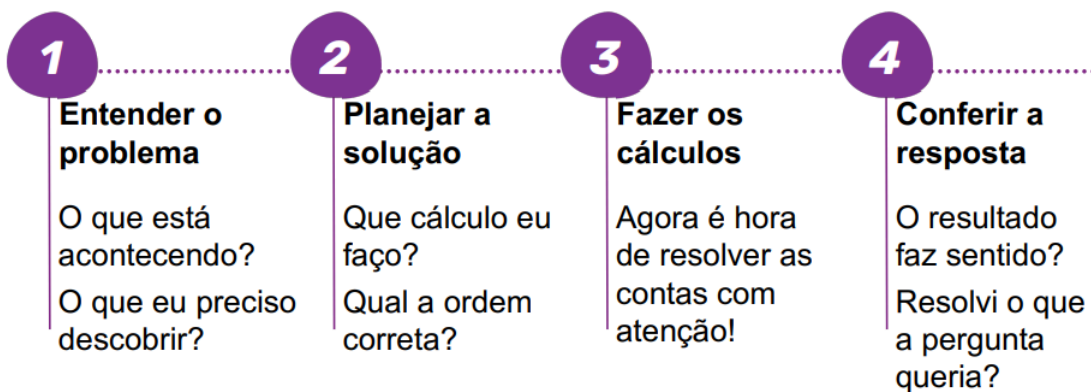 1
Entender o
problema
O que está
acontecendo?
O que eu preciso
descobrir?
2
Planejar a
solução
Que cálculo eu
faço?
Qual a ordem
correta?
3
Fazer os
cálculos
Agora é hora
de resolver as
contas com
atenção!
4
Conferir a
resposta
O resultado
faz sentido?
Resolvi o que
a pergunta
queria?